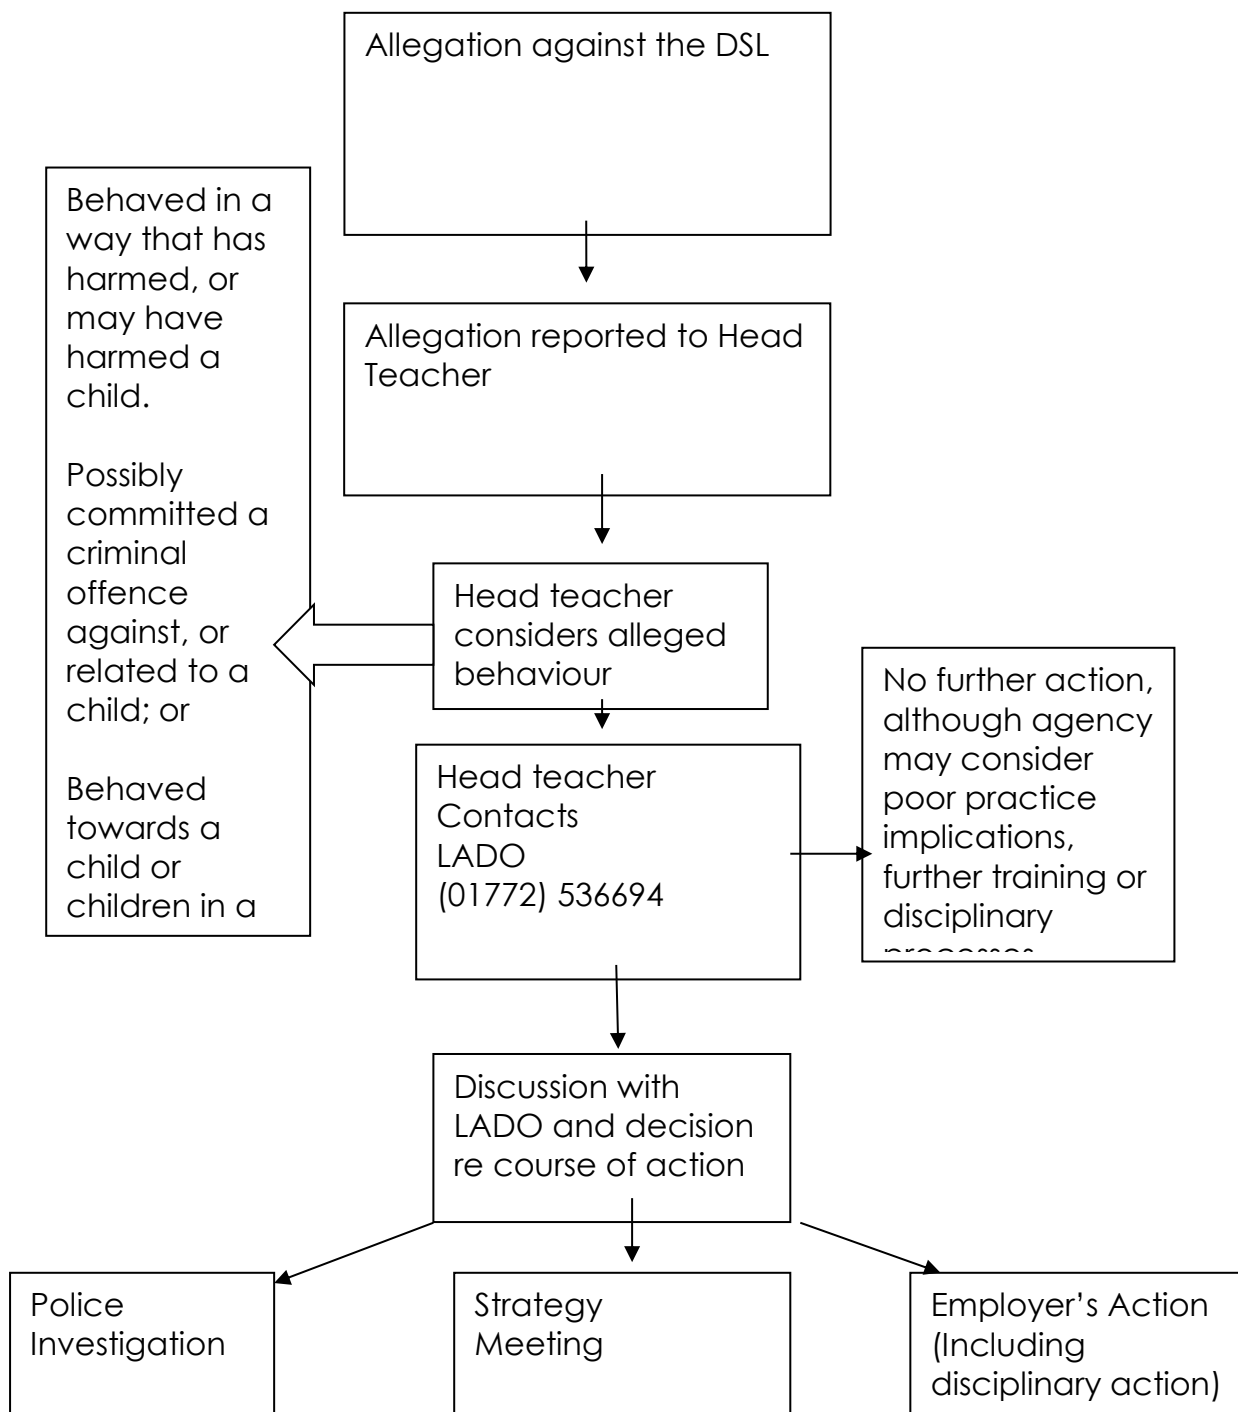 Allegation against the DSL
Behaved in a
way that has
harmed, or
may have
harmed a
child.
Possibly
committed a
criminal
offence
against, or
related to a
child; or
Behaved
towards a
child or
children in a
Allegation reported to Head
Teacher
Head teacher
considers alleged
behaviour
Head teacher
Contacts
LADO
(01772) 536694
No further action,
although agency
may consider
poor practice
implications,
further training or
disciplinary
Discussion with
LADO and decision
re course of action
Police
Investigation
Strategy
Meeting
Employer’s Action
(Including
disciplinary action)